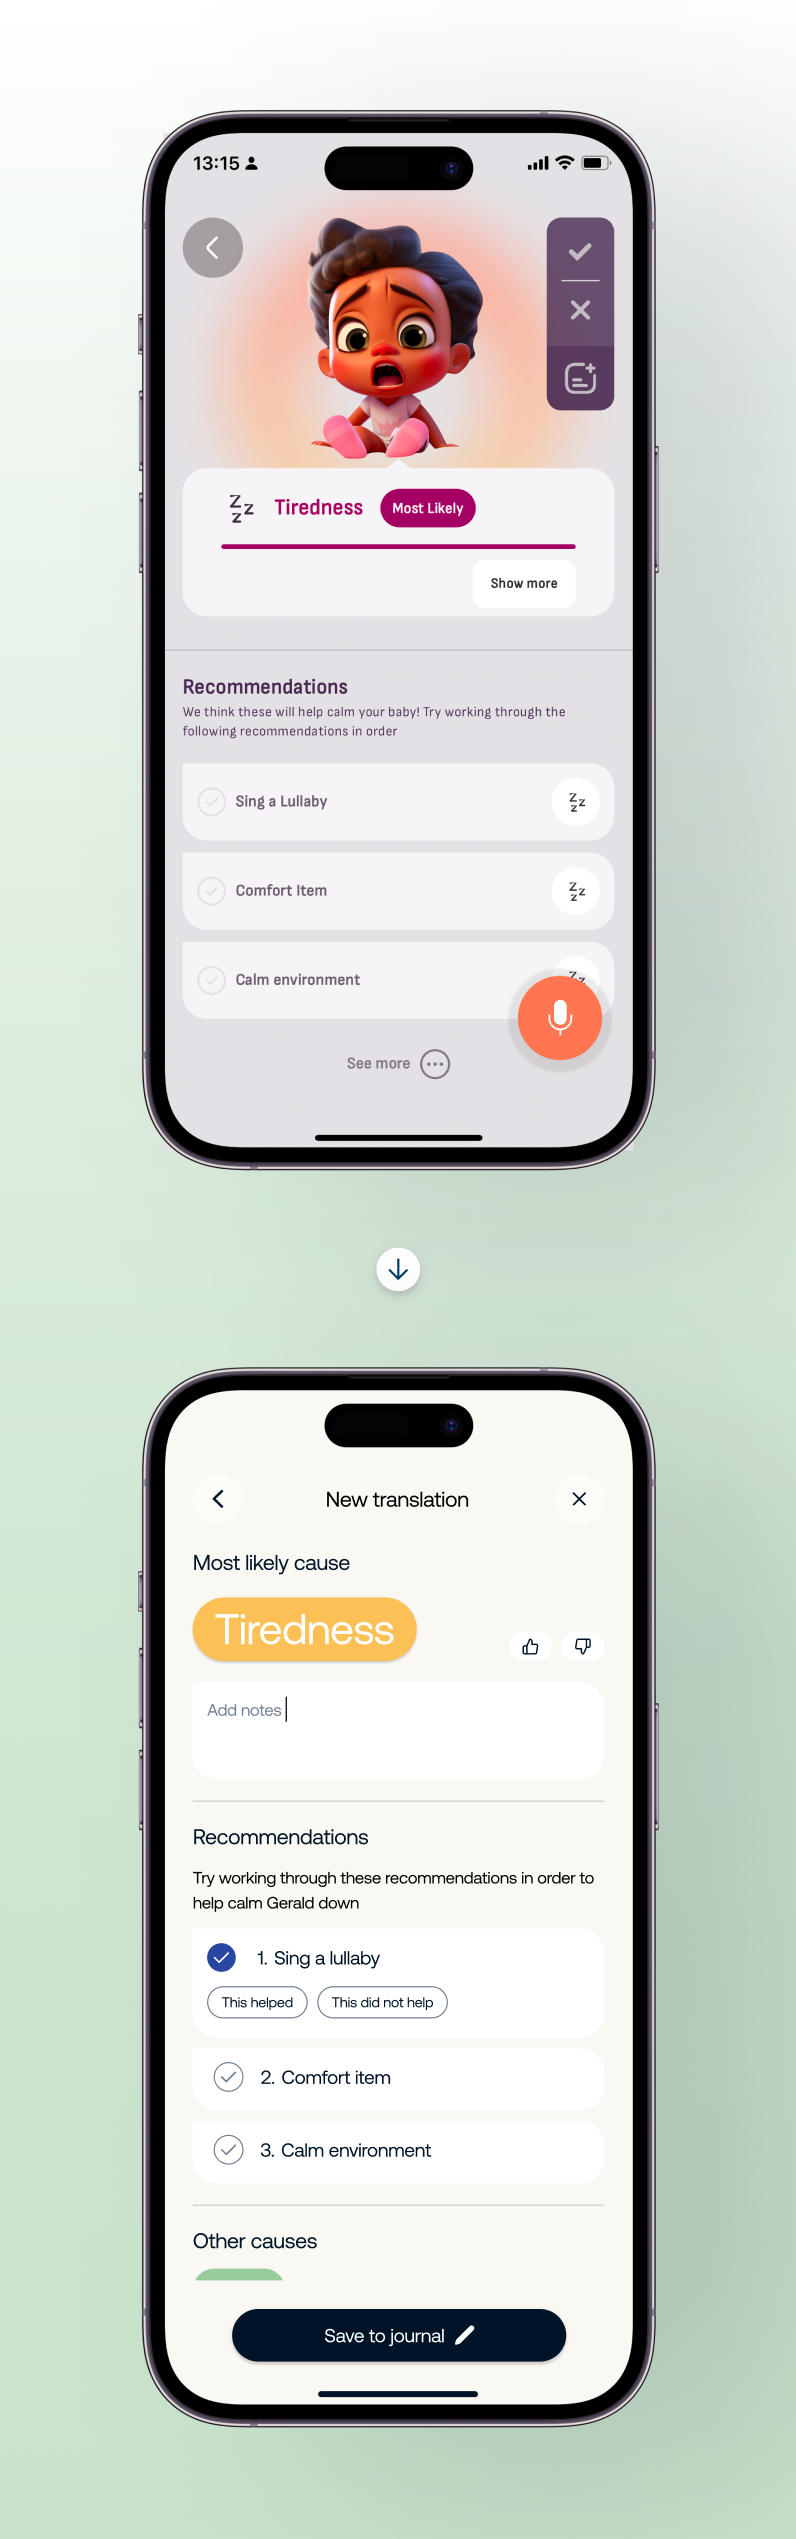 13:15
Tiredness
Most Likely
Show more
Recommendations
We think these will help calm your baby! Try working through the
following recommendations in order
Sing a Lullaby
Comfort Item
Calm environment
See more
New translation
Most likely cause
Tiredness
Add notes
Recommendations
Try working through these recommendations in order to
help calm Gerald down
1. Sing a lullaby
This helped
This did not help
2. Comfort item
3. Calm environment
Other causes
Save to journal